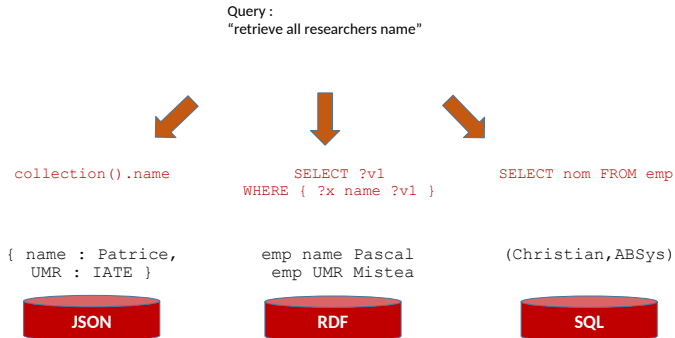 Query :
“retrieve all researchers name”
collection().name
SELECT ?v1
WHERE { ?x name ?v1 }
SELECT nom FROM emp
{ name : Patrice,
UMR : IATE }
emp name Pascal
emp UMR Mistea
(Christian,ABSys)
JSON
RDF
SQL